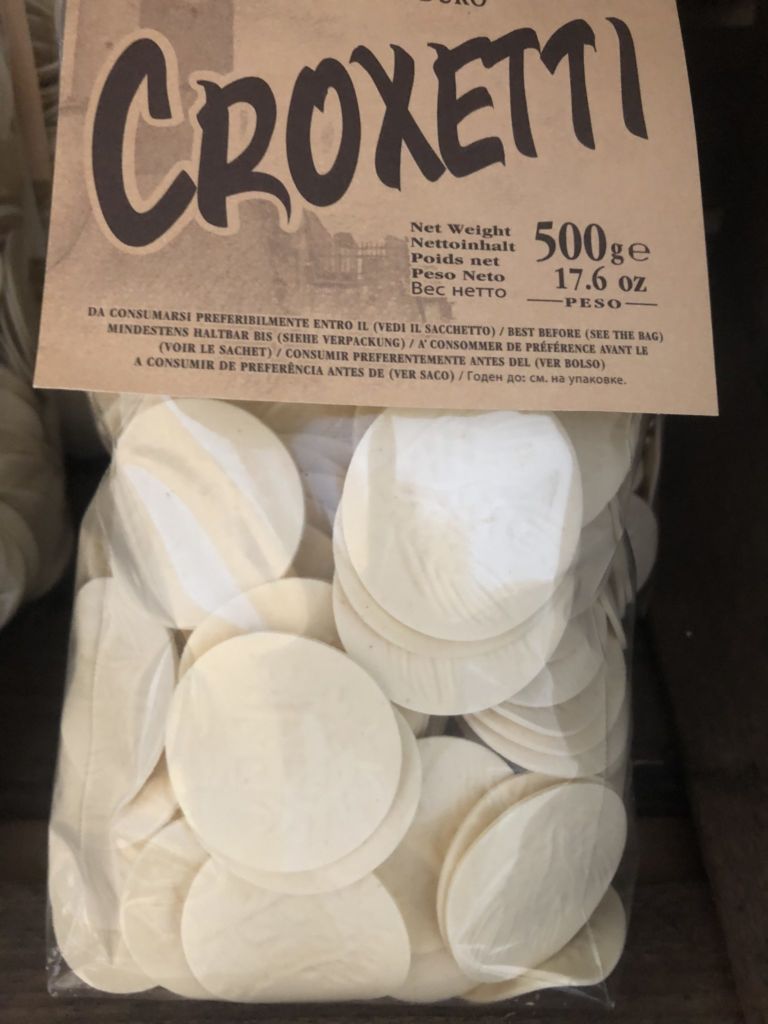 CROXETTI
Net Weight
Nettoinhalt
Poids net
Peso Neto
Вес нетто
500g e
17.6 oz
PESO
DA CONSUMARSI PREFERIBILMENTE ENTRO IL (VEDI IL SACCHETTO) / BEST BEFORE (SEE THE BAG)
MINDESTENS HALTBAR BIS (SIEHE VERPACKUNG) / A' CONSOMMER DE PRÉFÉRENCE AVANT LE
(VOIR LE SACHET) / CONSUMIR PREFERENTEMENTE ANTES DEL (VER BOLSO)
A CONSUMIR DE PREFERÊNCIA ANTES DE (VER SACO) / Годен до: см. на упаковке.